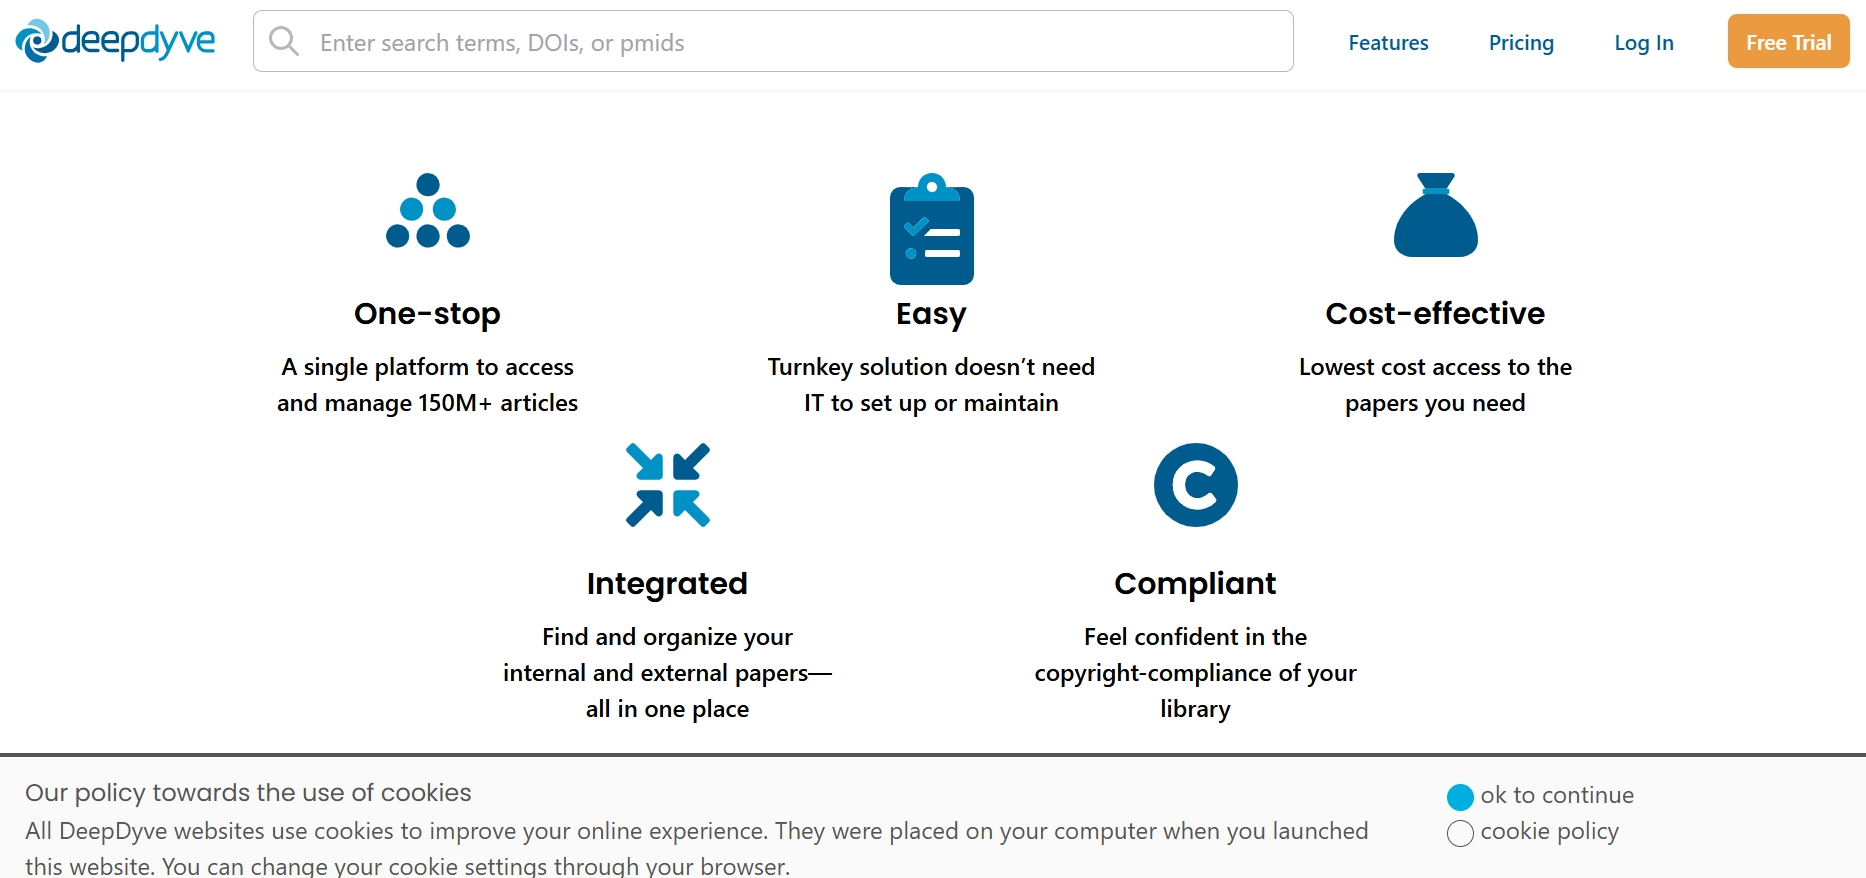 deepdyve
Enter search terms, DOIs, or pmids
Features
Pricing
Log In
Free Trial
One-stop
A single platform to access
and manage 150M+ articles
Easy
Turnkey solution doesn’t need
IT to set up or maintain
Cost-effective
Lowest cost access to the
papers you need
Integrated
Find and organize your
internal and external papers—
all in one place
C
Compliant
Feel confident in the
copyright-compliance of your
library
Our policy towards the use of cookies
All DeepDyve websites use cookies to improve your online experience. They were placed on your computer when you launched
this website. You can change your cookie settings through your browser.
ok to continue
cookie policy